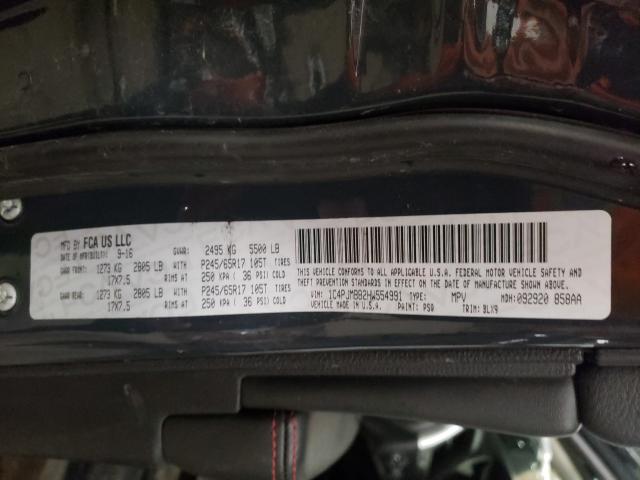 MFD BY FCA US LLC
DATE OF MFR 9-16 GVWR: 2495 KG 5500 LB
GAWR FRONT: 1273 KG 2805 LB WITH P245/65R17 105T TIRES
17X7.5 RIMS AT 250 KPA ( 36 PSI) COLD
GAWR REAR: 1273 KG 2805 LB WITH P245/65R17 105T TIRES
17X7.5 RIMS AT 250 KPA ( 36 PSI) COLD
THIS VEHICLE CONFORMS TO ALL APPLICABLE U.S.A. FEDERAL MOTOR VEHICLE SAFETY AND
THEFT PREVENTION STANDARDS IN EFFECT ON THE DATE OF MANUFACTURE SHOWN ABOVE.
VIN: 1C4PJMBB2HW554991 TYPE: MPV MDH: 092920 858AA
MADE IN U.S.A. PAINT: TRIM: BLX9